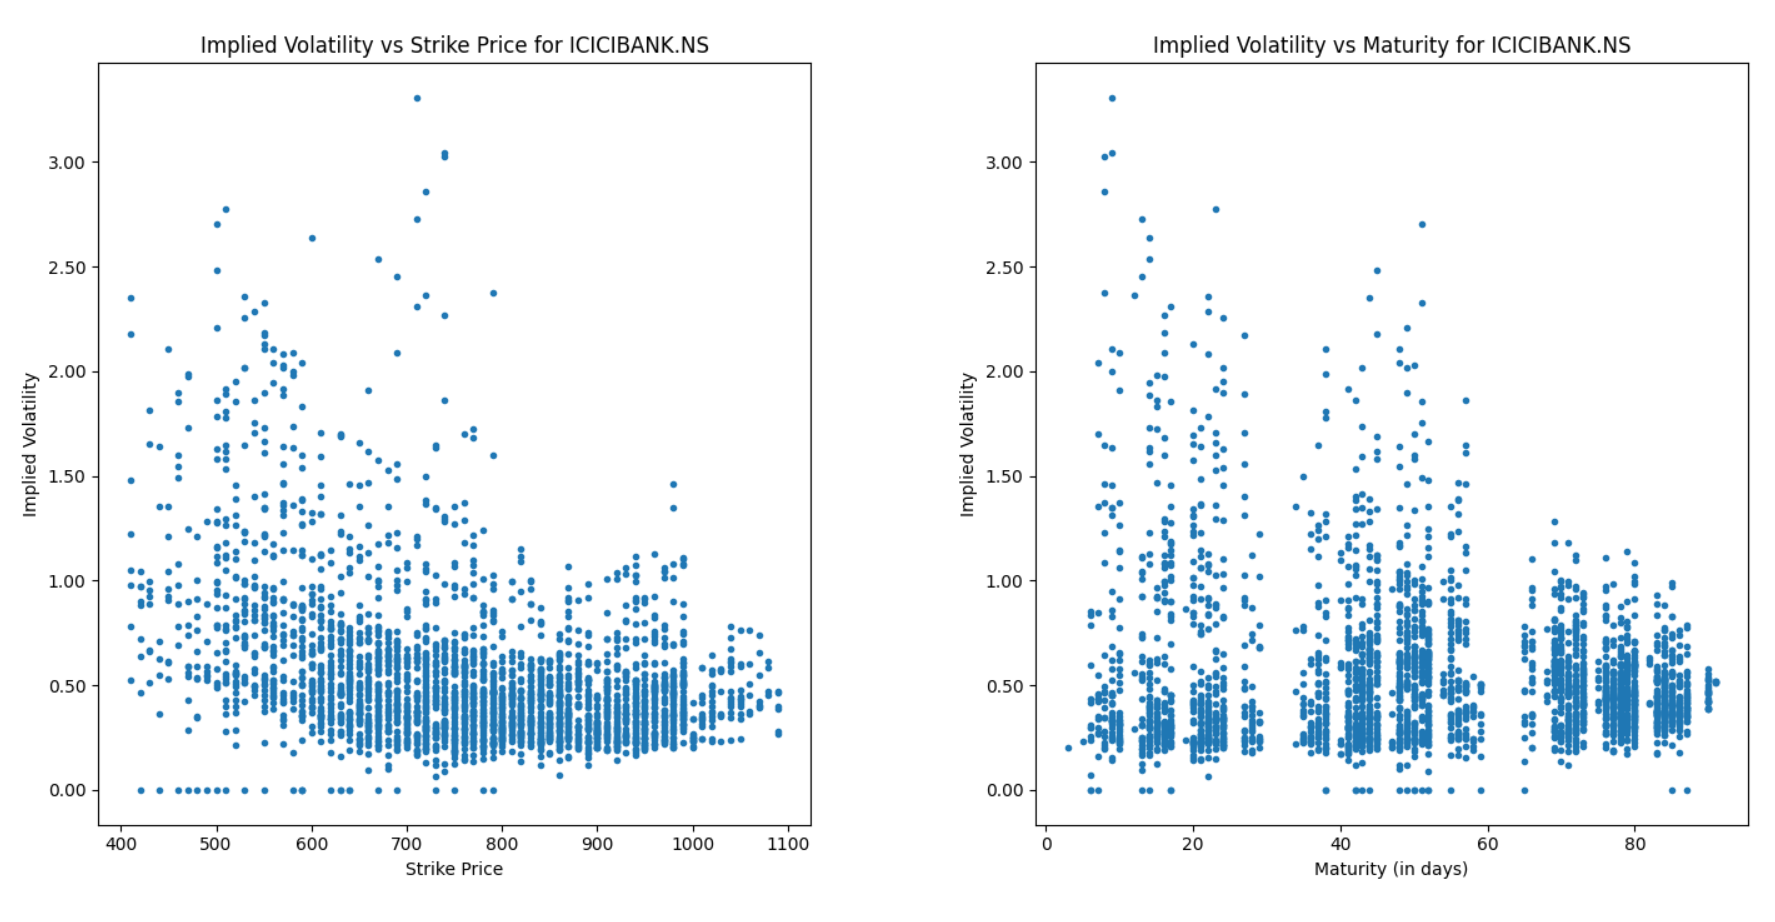 Implied Volatility vs Strike Price for ICICIBANK.NS
3.00
2.50
2.00
1.50
1.00
0.50
0.00
Implied Volatility
400 500 600 700 800 900 1000 1100
Strike Price
Implied Volatility vs Maturity for ICICIBANK.NS
3.00
2.50
2.00
1.50
1.00
0.50
0.00
Implied Volatility
0 20 40 60 80
Maturity (in days)